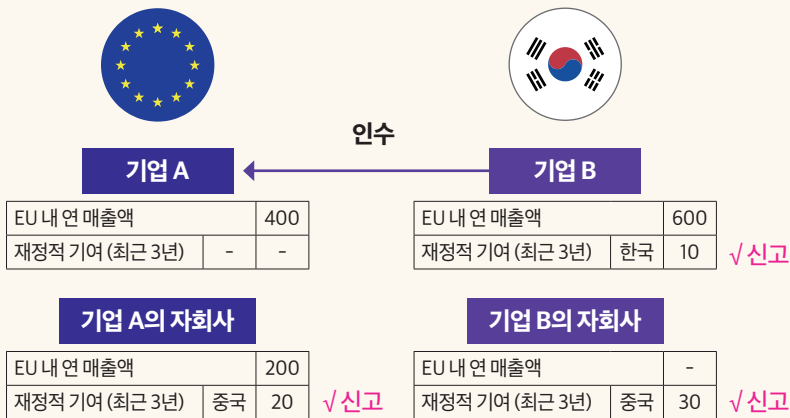 인수
기업 A
기업 B
EU 내 연 매출액 400
재정적 기여 (최근 3년) - -
EU 내 연 매출액 600
재정적 기여 (최근 3년) 한국 10 √ 신고
기업 A의 자회사
기업 B의 자회사
EU 내 연 매출액 200
재정적 기여 (최근 3년) 중국 20 √ 신고
EU 내 연 매출액 -
재정적 기여 (최근 3년) 중국 30 √ 신고